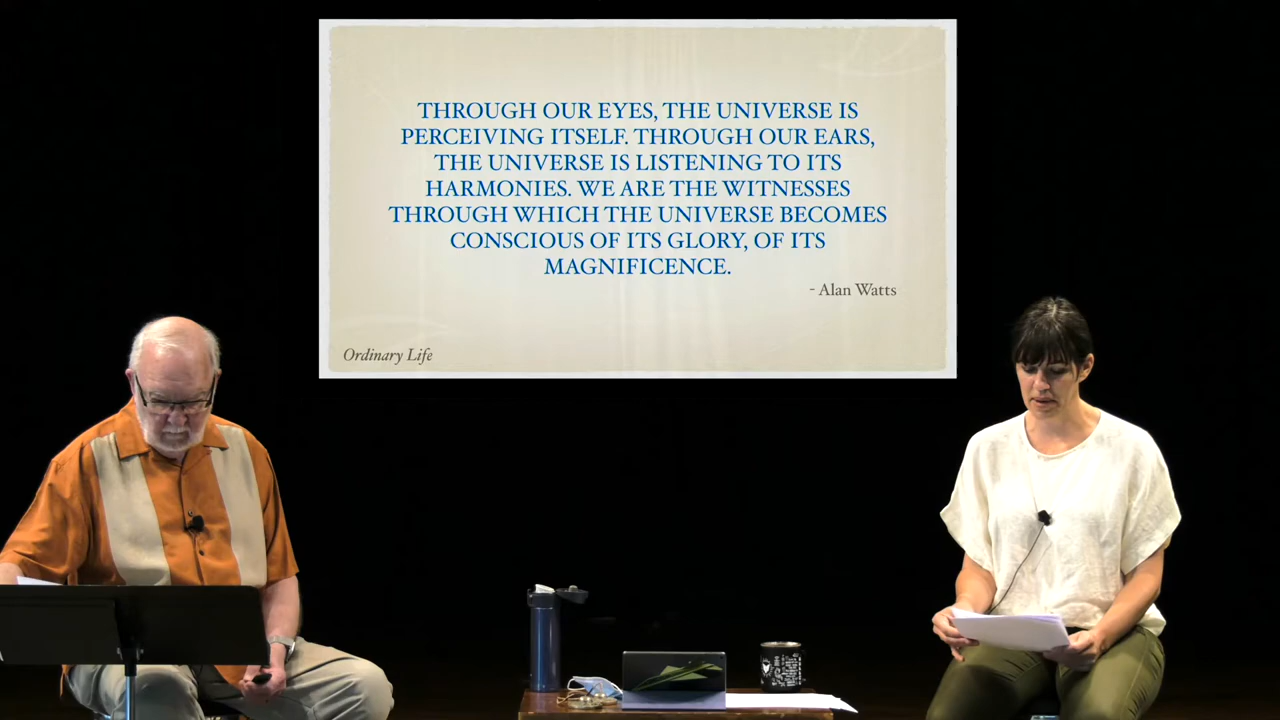 THROUGH OUR EYES, THE UNIVERSE IS
PERCEIVING ITSELF. THROUGH OUR EARS,
THE UNIVERSE IS LISTENING TO ITS
HARMONIES. WE ARE THE WITNESSES
THROUGH WHICH THE UNIVERSE BECOMES
CONSCIOUS OF ITS GLORY, OF ITS
MAGNIFICENCE.
- Alan Watts
Ordinary Life